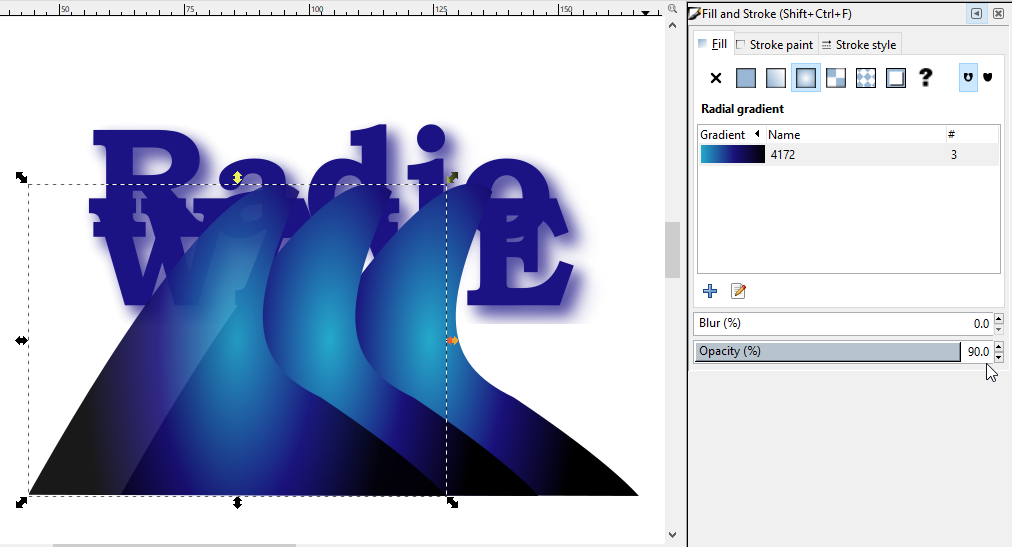 50 75 100 125 150
Fill and Stroke (Shift+Ctrl+F)
Fill Stroke paint Stroke style
?
Radial gradient
Gradient Name #
4172 3
Blur (%) 0.0
Opacity (%) 90.0
Radio